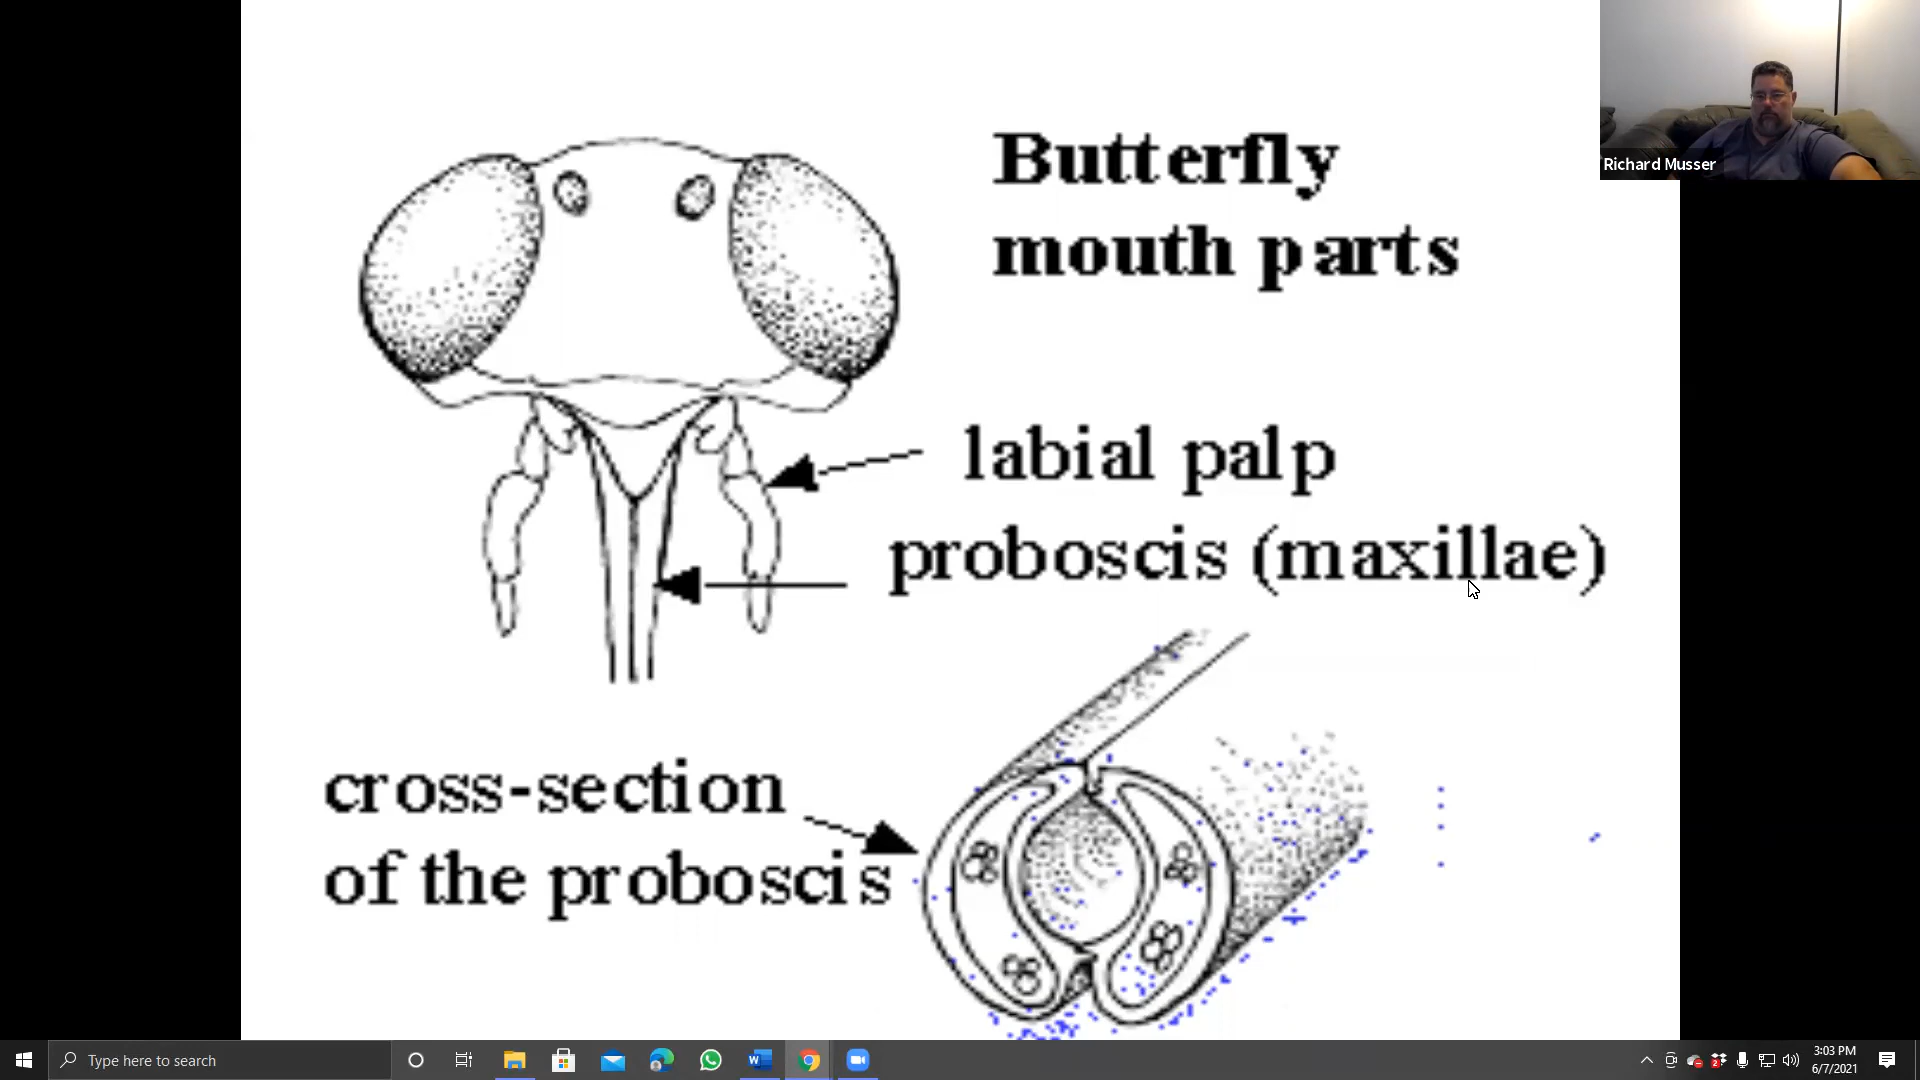 Butterfly
mouth parts
Richard Musser
labial palp
proboscis (maxillae)
cross-section
of the proboscis
Type here to search
3:03 PM
6/7/2021